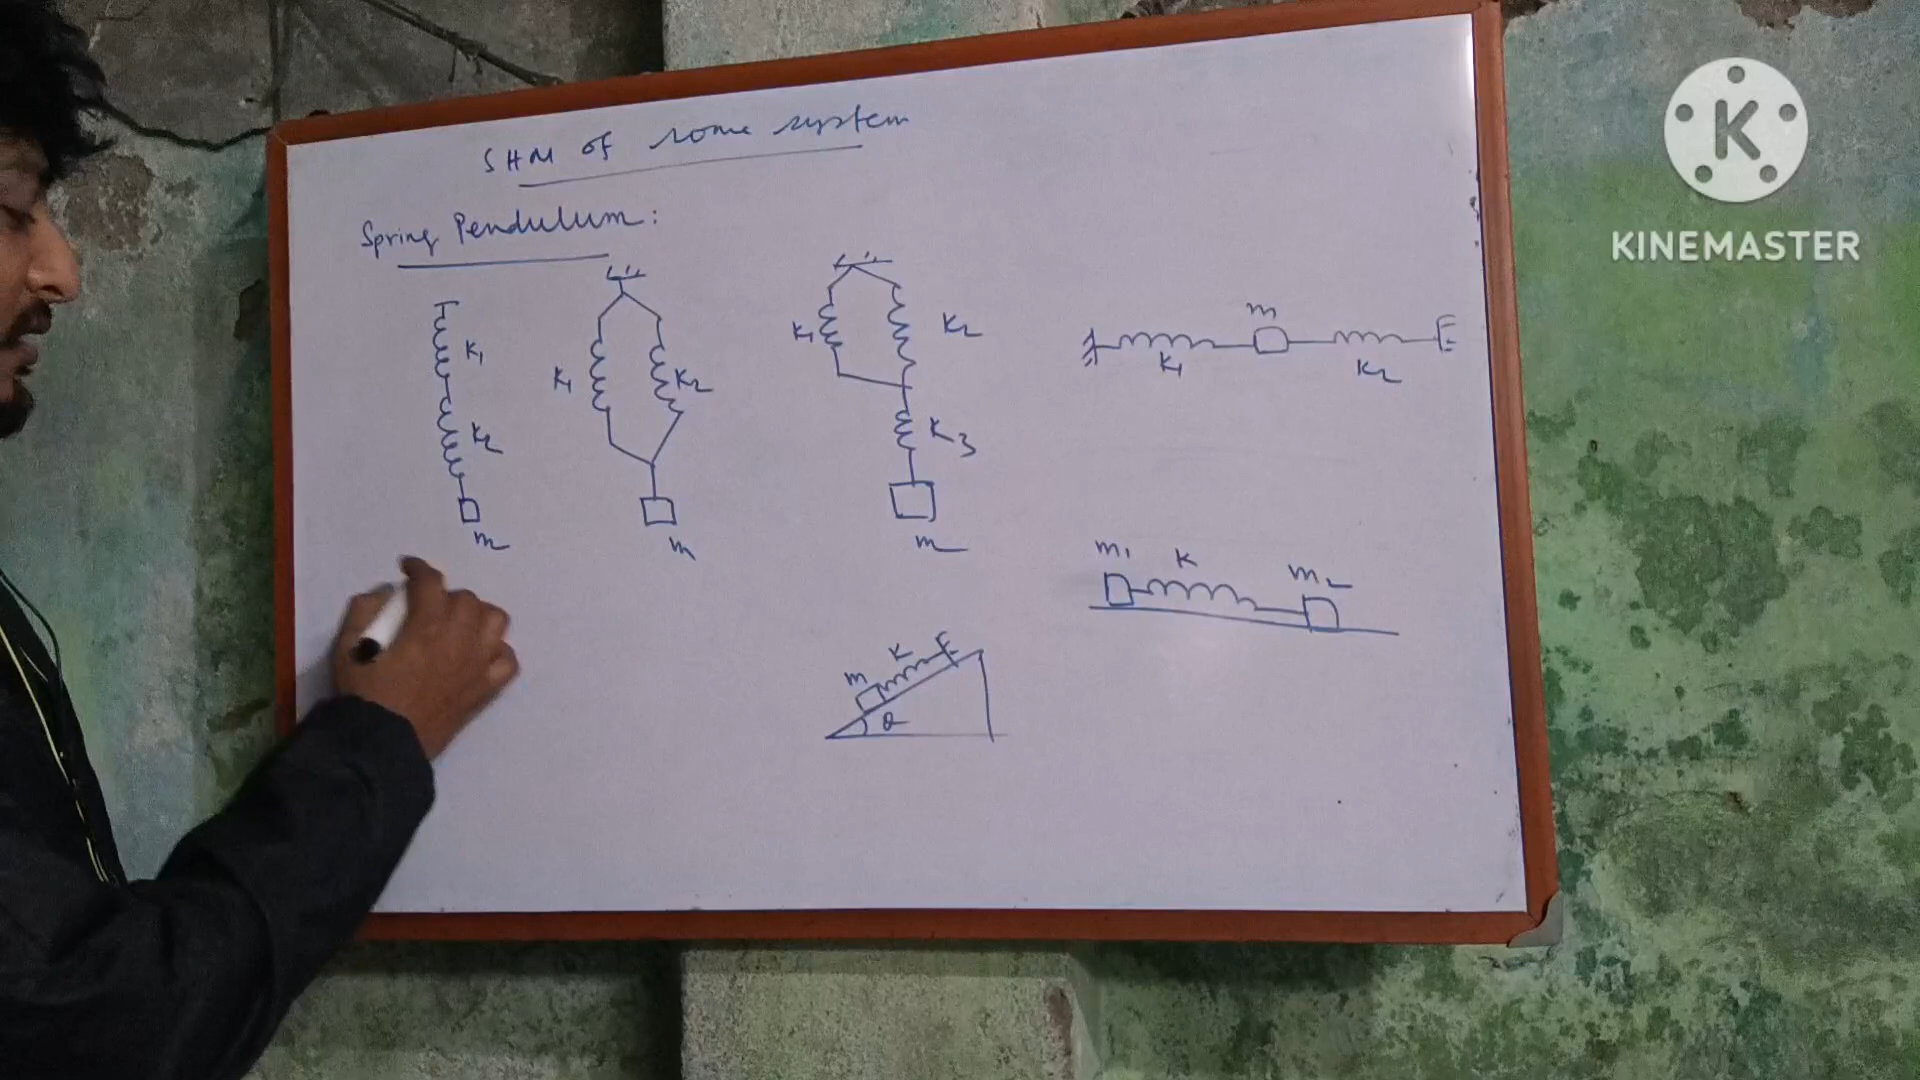 SHM of some system
Spring Pendulum:
K1
K2
m
K1
K2
m
K1
K2
K3
m
m
K1
K2
m1
K
m2
m
K
θ
K
KINEMASTER